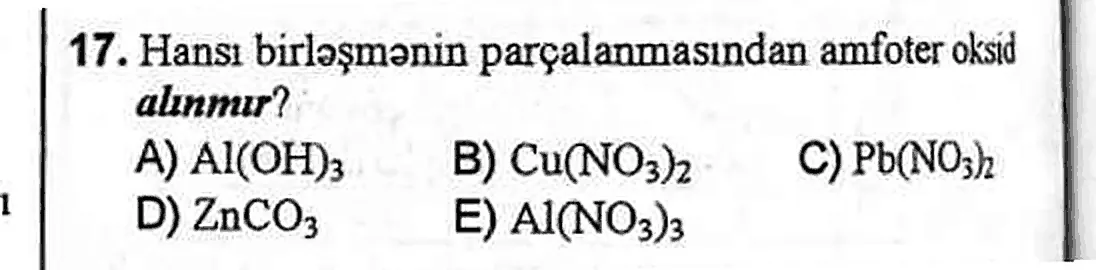 17. Hansı birləşmənin parçalanmasından amfoter oksid
alınmır?
A) Al(OH)₃ B) Cu(NO₃)₂ C) Pb(NO₃)₂
1 D) ZnCO₃ E) Al(NO₃)₃